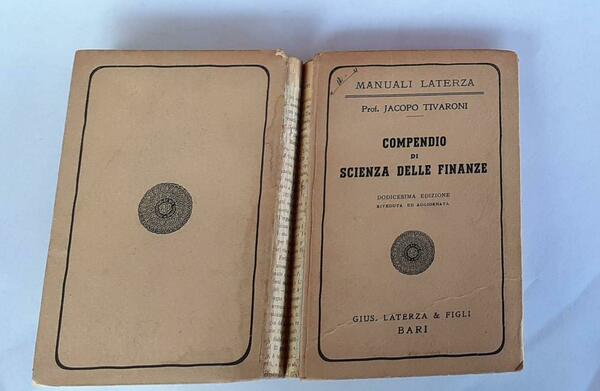 MANUALI LATERZA
Prof. JACOPO TIVARONI
COMPENDIO
DI
SCIENZA DELLE FINANZE
DODICESIMA EDIZIONE
RIVEDUTA ED AGGIORNATA
GIUS. LATERZA & FIGLI
BARI